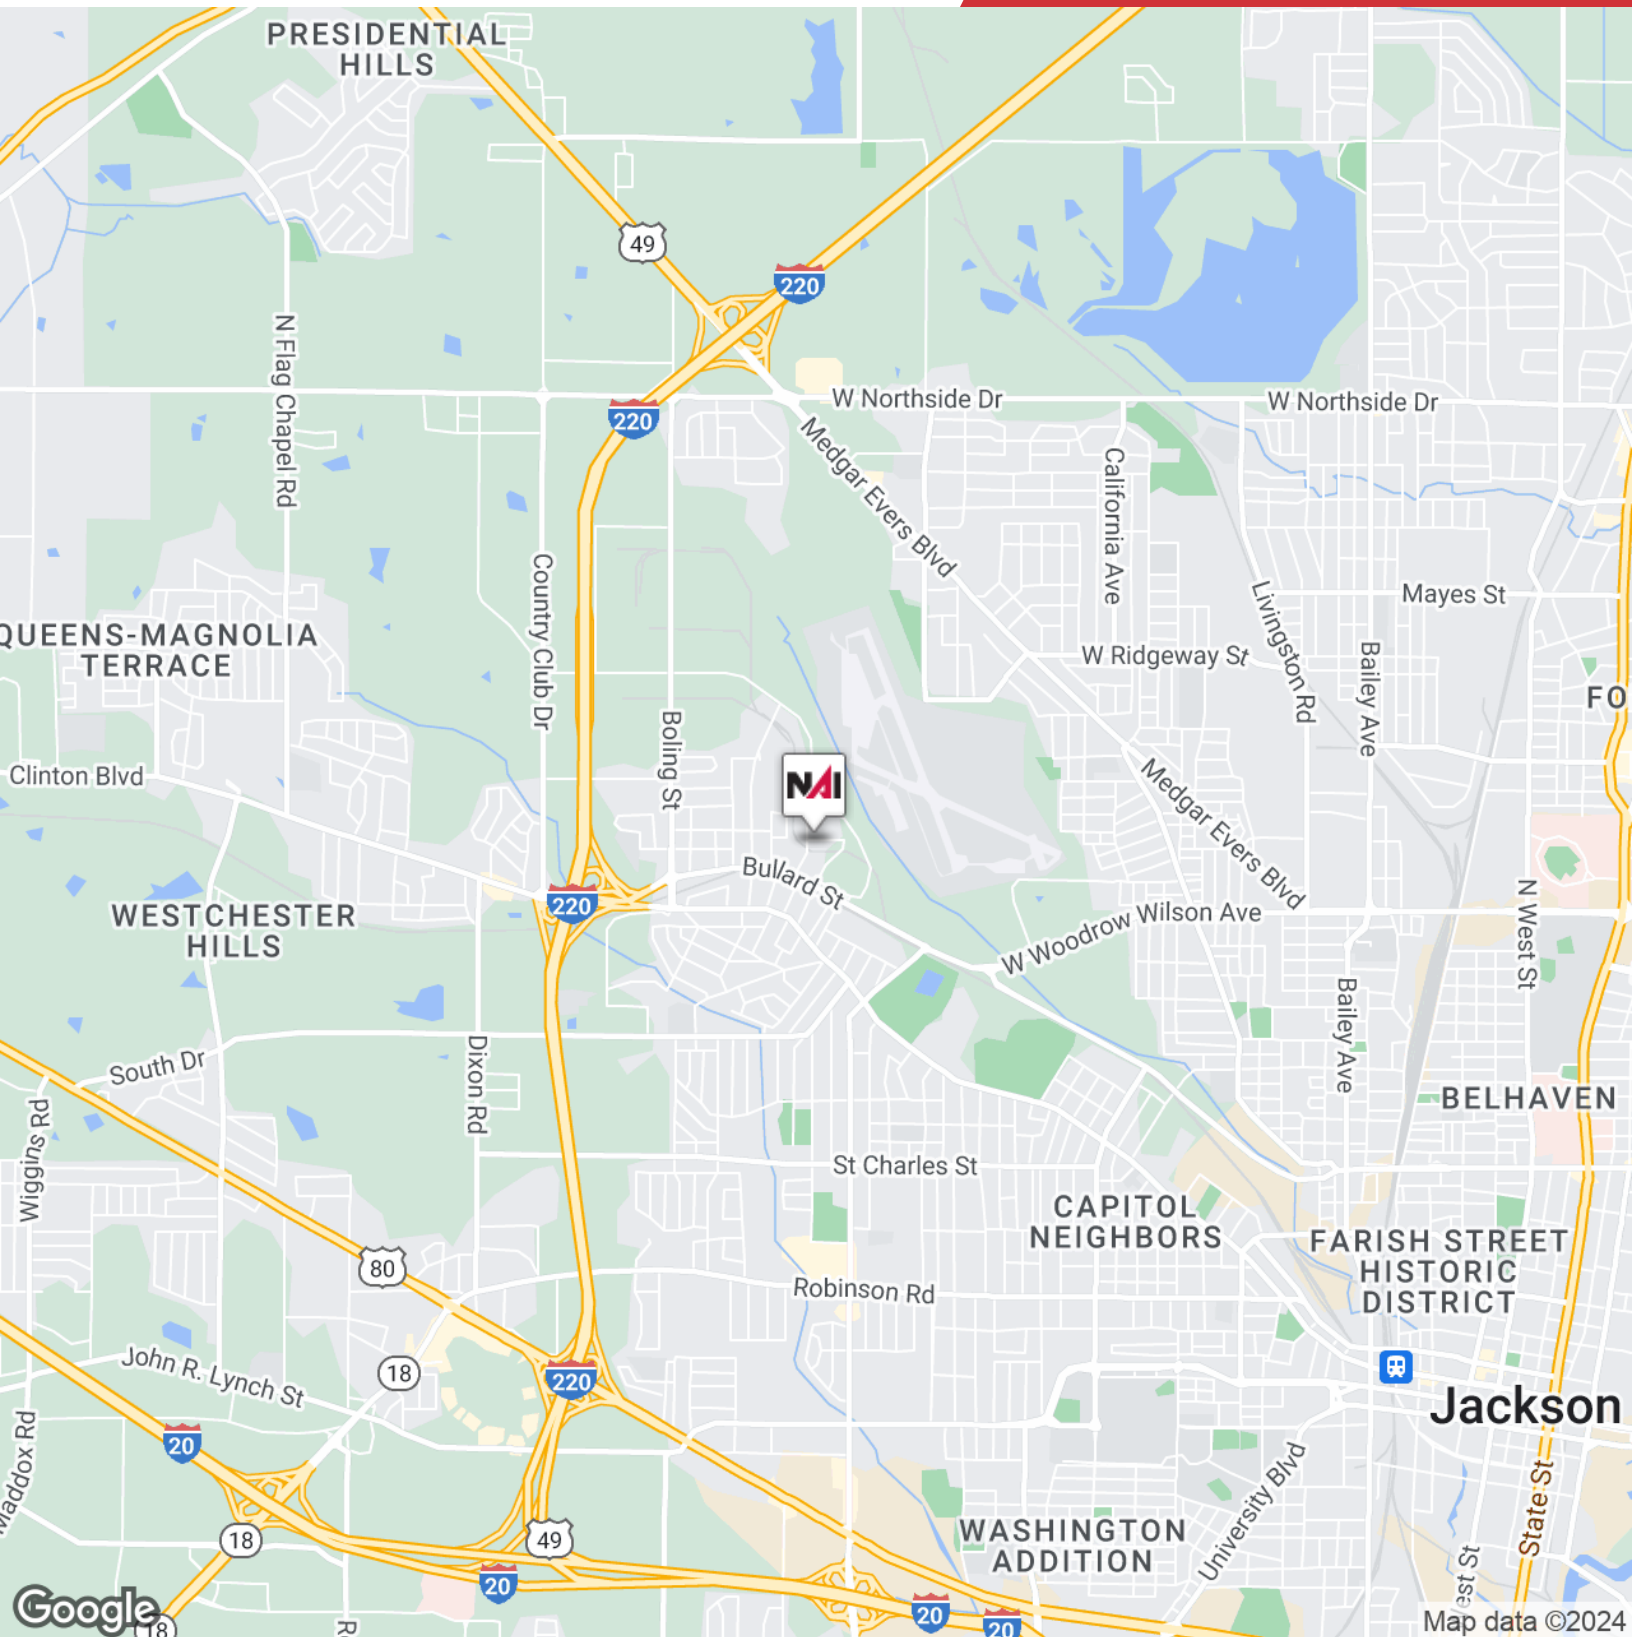 PRESIDENTIAL
HILLS
49
220
N Flag Chapel Rd
220
W Northside Dr
W Northside Dr
Medgar Evers Blvd
California Ave
Country Club Dr
Livingston Rd
Mayes St
QUEENS-MAGNOLIA
TERRACE
W Ridgeway St
Bailey Ave
FO
Boling St
Clinton Blvd
NAI
Medgar Evers Blvd
Bullard St
220
WESTCHESTER
HILLS
W Woodrow Wilson Ave
N West St
Bailey Ave
South Dr
Dixon Rd
Wiggins Rd
BELHAVEN
St Charles St
CAPITOL
NEIGHBORS
FARISH STREET
HISTORIC
DISTRICT
80
Robinson Rd
John R. Lynch St
18
220
Jackson
Maddox Rd
20
University Blvd
State St
18
49
WASHINGTON
ADDITION
20
20
20
est St
Google
18
R
Map data ©2024